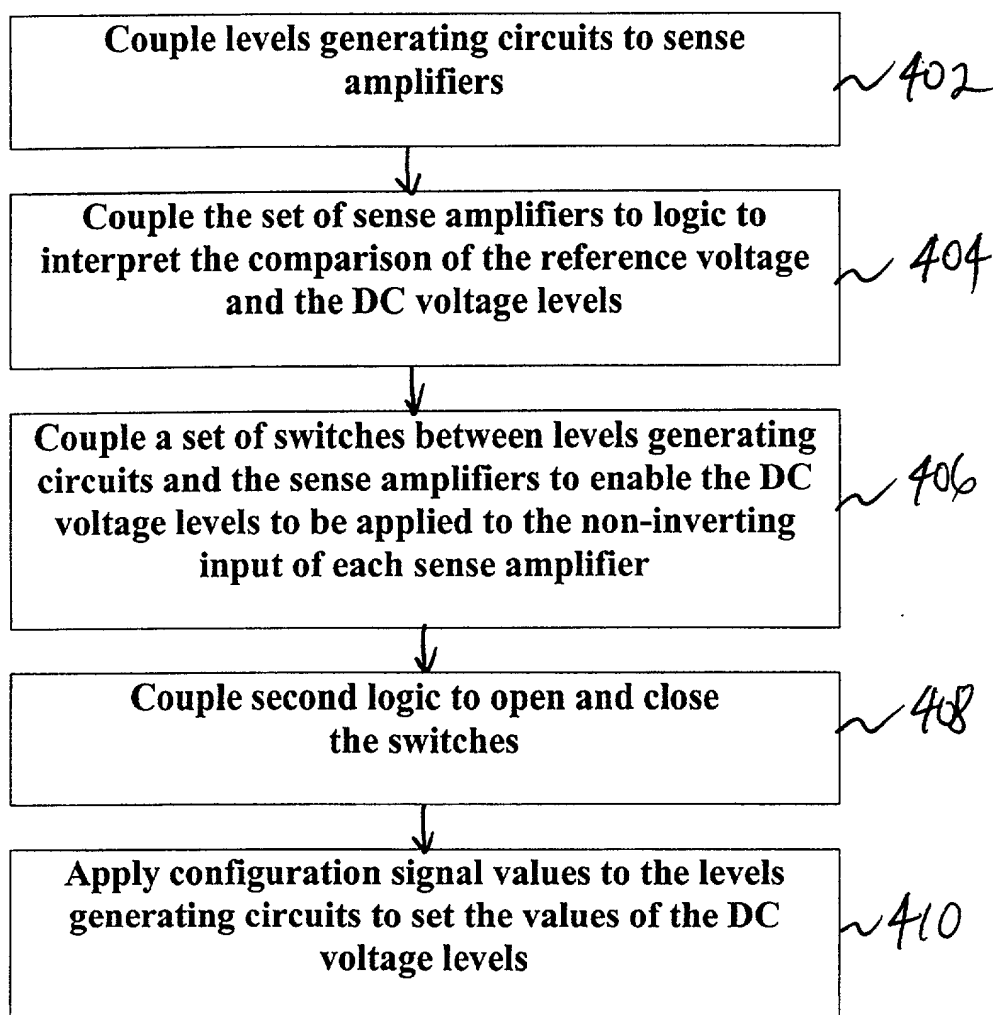 Couple levels generating circuits to sense
amplifiers
402
Couple the set of sense amplifiers to logic to
interpret the comparison of the reference voltage
and the DC voltage levels
404
Couple a set of switches between levels generating
circuits and the sense amplifiers to enable the DC
voltage levels to be applied to the non-inverting
input of each sense amplifier
406
Couple second logic to open and close
the switches
408
Apply configuration signal values to the levels
generating circuits to set the values of the DC
voltage levels
410